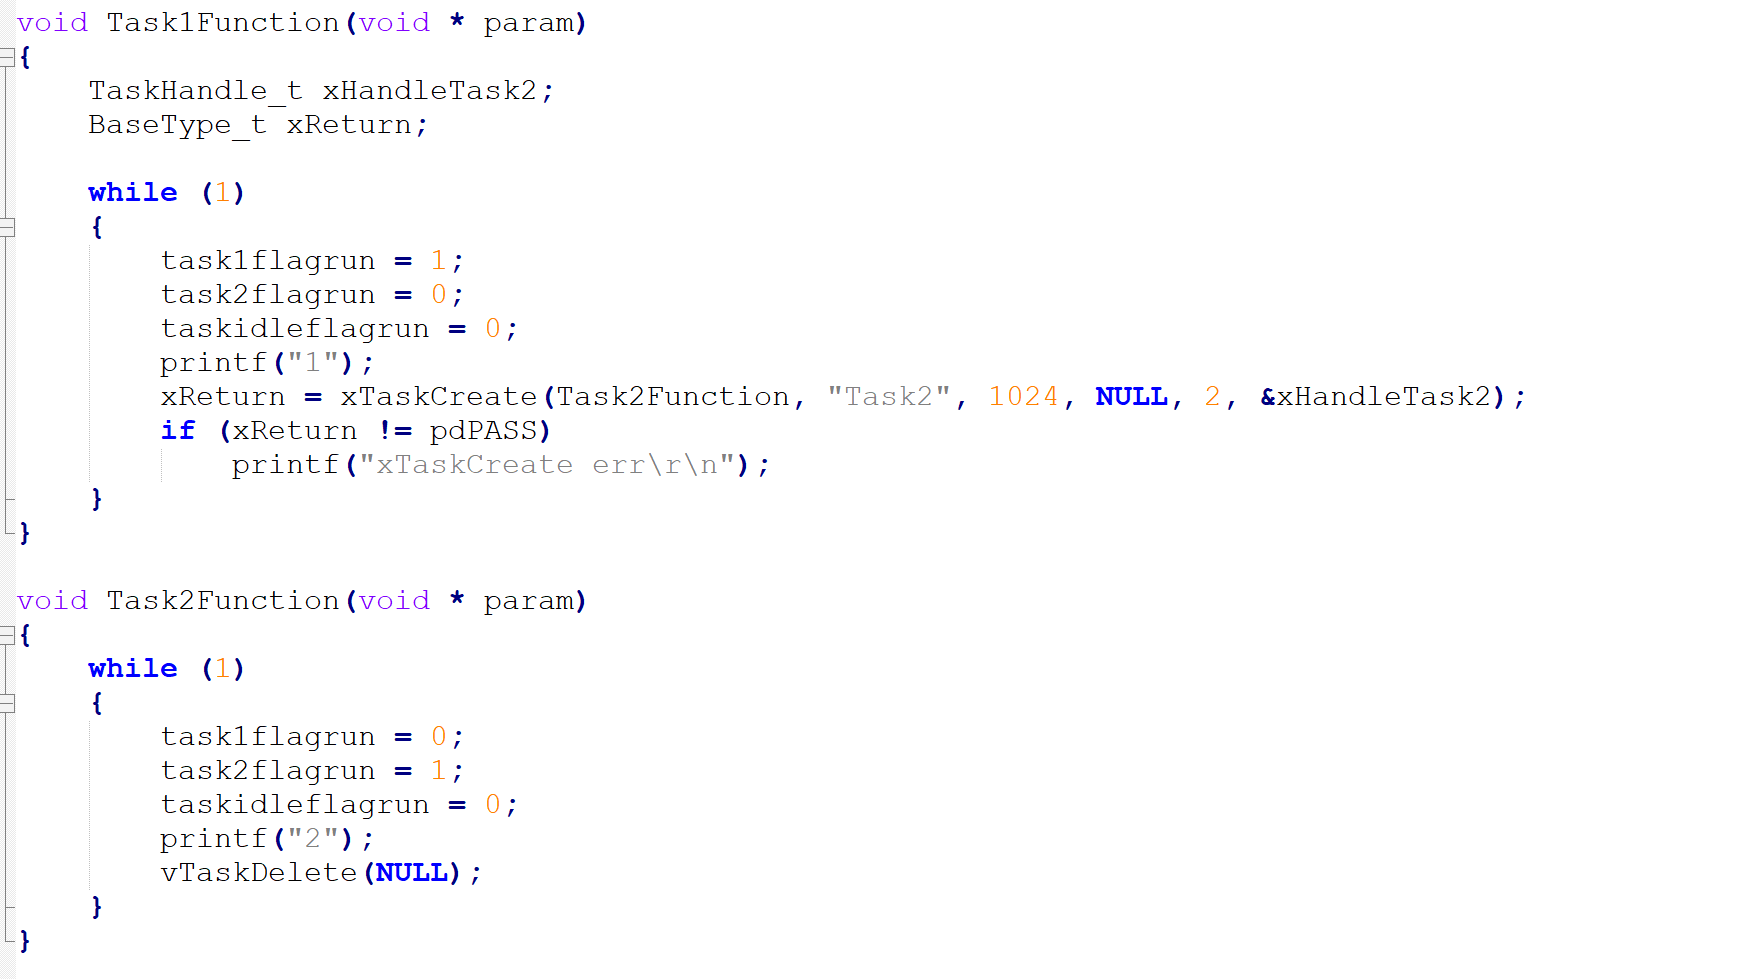 void Task1Function(void * param)
{
    TaskHandle_t xHandleTask2;
    BaseType_t xReturn;

    while (1)
    {
        task1flagrun = 1;
        task2flagrun = 0;
        taskidleflagrun = 0;
        printf("1");
        xReturn = xTaskCreate(Task2Function, "Task2", 1024, NULL, 2, &xHandleTask2);
        if (xReturn != pdPASS)
            printf("xTaskCreate err\r\n");
    }
}

void Task2Function(void * param)
{
    while (1)
    {
        task1flagrun = 0;
        task2flagrun = 1;
        taskidleflagrun = 0;
        printf("2");
        vTaskDelete(NULL);
    }
}